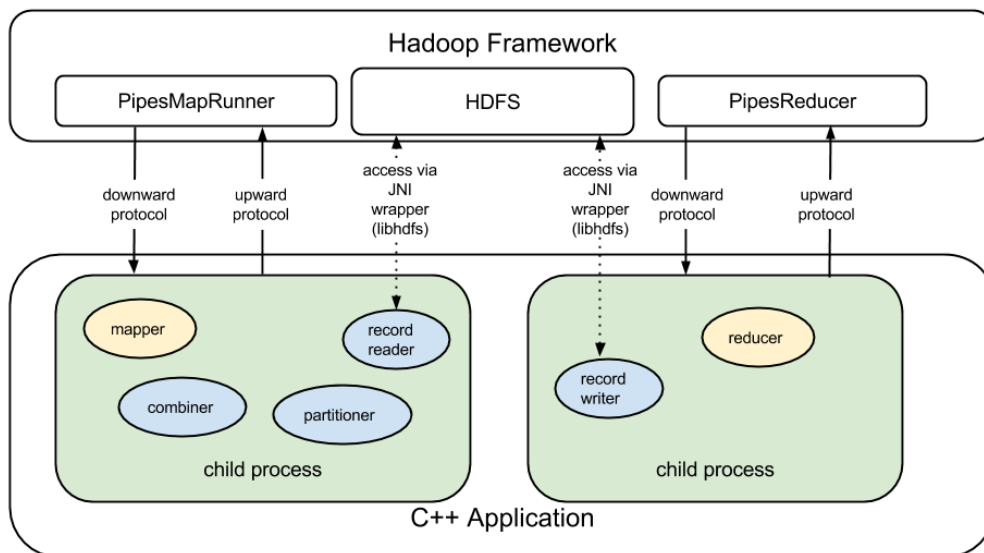 Hadoop Framework
PipesMapRunner
HDFS
PipesReducer
downward
protocol
upward
protocol
access via
JNI
wrapper
(libhdfs)
access via
JNI
wrapper
(libhdfs)
downward
protocol
upward
protocol
mapper
record
reader
combiner
partitioner
child process
reducer
record
writer
child process
C++ Application